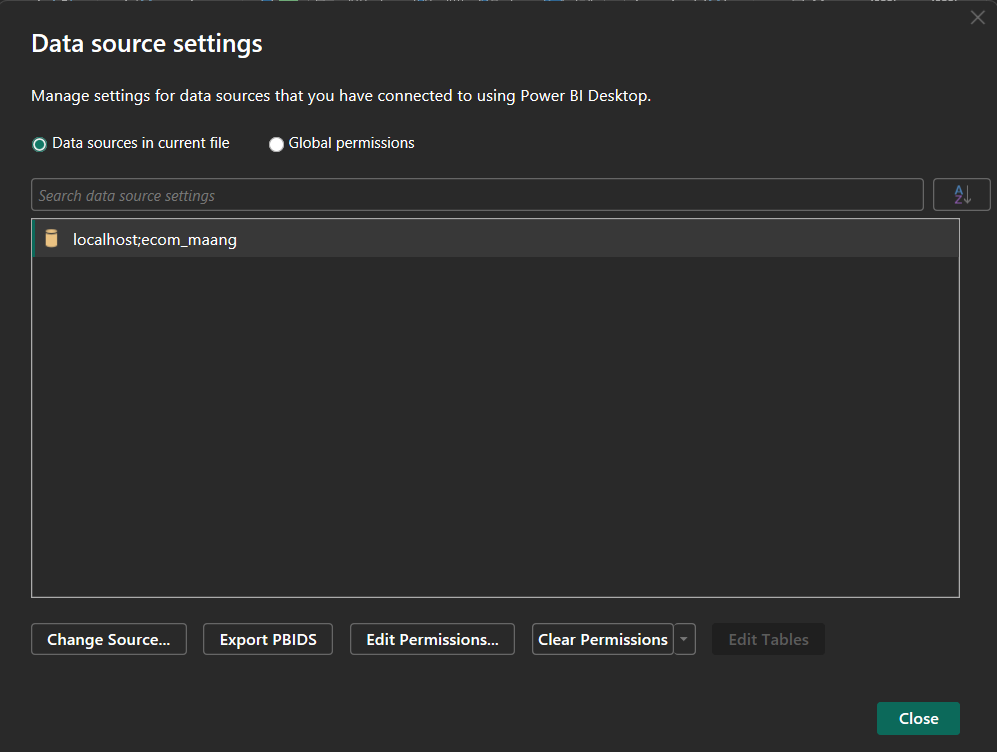 Data source settings
Manage settings for data sources that you have connected to using Power BI Desktop.
Data sources in current file Global permissions
Search data source settings
A
Z
localhost;ecom_maang
Change Source... Export PBIDS Edit Permissions... Clear Permissions Edit Tables
Close